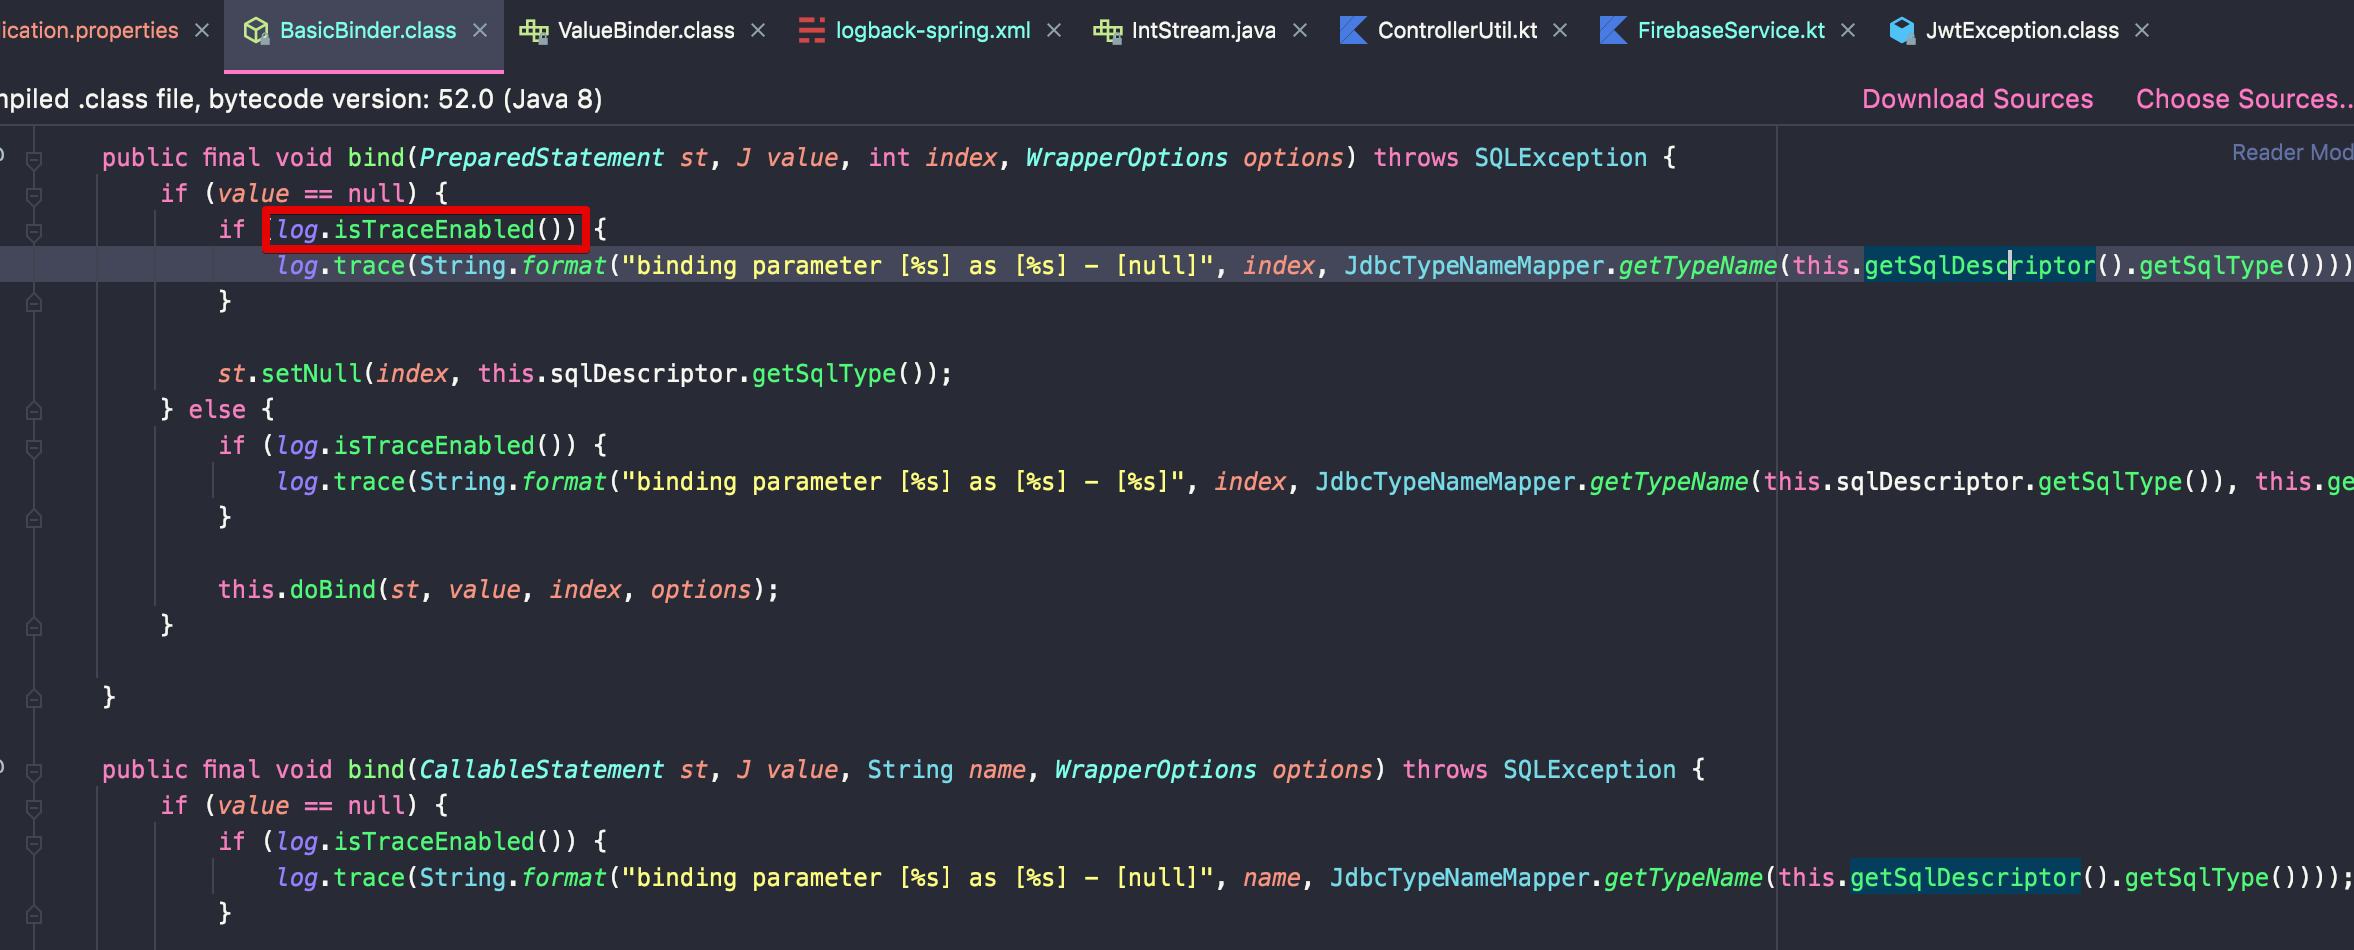 ication.properties BasicBinder.class ValueBinder.class logback-spring.xml IntStream.java ControllerUtil.kt FirebaseService.kt JwtException.class
mpiled .class file, bytecode version: 52.0 (Java 8) Download Sources Choose Sources..
public final void bind(PreparedStatement st, J value, int index, WrapperOptions options) throws SQLException {
Reader Mod
if (value == null) {
if (log.isTraceEnabled()) {
log.trace(String.format("binding parameter [%s] as [%s] - [null]", index, JdbcTypeNameMapper.getTypeName(this.getSqlDescriptor().getSqlType())))
}
st.setNull(index, this.sqlDescriptor.getSqlType());
} else {
if (log.isTraceEnabled()) {
log.trace(String.format("binding parameter [%s] as [%s] - [%s]", index, JdbcTypeNameMapper.getTypeName(this.sqlDescriptor.getSqlType()), this.ge
}
this.doBind(st, value, index, options);
}
}
public final void bind(CallableStatement st, J value, String name, WrapperOptions options) throws SQLException {
if (value == null) {
if (log.isTraceEnabled()) {
log.trace(String.format("binding parameter [%s] as [%s] - [null]", name, JdbcTypeNameMapper.getTypeName(this.getSqlDescriptor().getSqlType())));
}